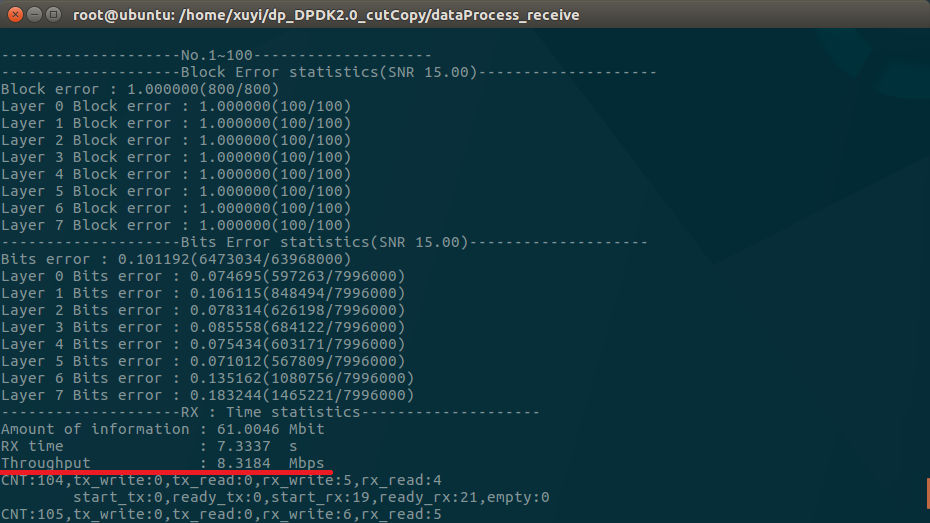 root@ubuntu: /home/xuyi/dp_DPDK2.0_cutCopy/dataProcess_receive
--------------------No.1~100--------------------
--------------------Block Error statistics(SNR 15.00)--------------------
Block error : 1.000000(800/800)
Layer 0 Block error : 1.000000(100/100)
Layer 1 Block error : 1.000000(100/100)
Layer 2 Block error : 1.000000(100/100)
Layer 3 Block error : 1.000000(100/100)
Layer 4 Block error : 1.000000(100/100)
Layer 5 Block error : 1.000000(100/100)
Layer 6 Block error : 1.000000(100/100)
Layer 7 Block error : 1.000000(100/100)
--------------------Bits Error statistics(SNR 15.00)--------------------
Bits error : 0.101192(6473034/63968000)
Layer 0 Bits error : 0.074695(597263/7996000)
Layer 1 Bits error : 0.106115(848494/7996000)
Layer 2 Bits error : 0.078314(626198/7996000)
Layer 3 Bits error : 0.085558(684122/7996000)
Layer 4 Bits error : 0.075434(603171/7996000)
Layer 5 Bits error : 0.071012(567809/7996000)
Layer 6 Bits error : 0.135162(1080756/7996000)
Layer 7 Bits error : 0.183244(1465221/7996000)
--------------------RX : Time statistics--------------------
Amount of information : 61.0046 Mbit
RX time               : 7.3337  s
Throughput            : 8.3184  Mbps
CNT:104,tx_write:0,tx_read:0,rx_write:5,rx_read:4
        start_tx:0,ready_tx:0,start_rx:19,ready_rx:21,empty:0
CNT:105,tx_write:0,tx_read:0,rx_write:6,rx_read:5